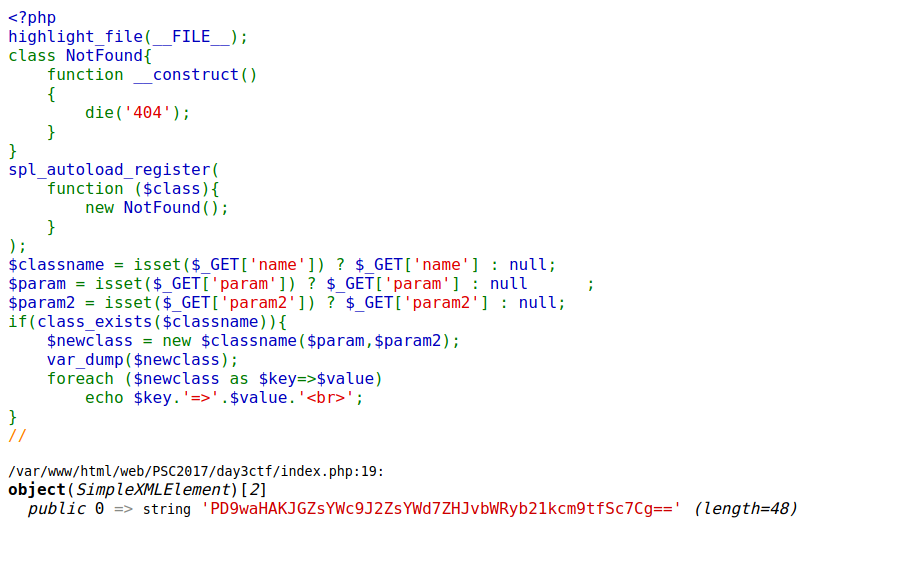 <?php
highlight_file(__FILE__);
class NotFound{
    function __construct()
    {
        die('404');
    }
}
spl_autoload_register(
    function ($class){
        new NotFound();
    }
);
$classname = isset($_GET['name']) ? $_GET['name'] : null;
$param = isset($_GET['param']) ? $_GET['param'] : null      ;
$param2 = isset($_GET['param2']) ? $_GET['param2'] : null;
if(class_exists($classname)){
    $newclass = new $classname($param,$param2);
    var_dump($newclass);
    foreach ($newclass as $key=>$value)
        echo $key.'=>'.$value.'<br>';
}
//
/var/www/html/web/PSC2017/day3ctf/index.php:19:
object(SimpleXMLElement)[2]
  public 0 => string 'PD9waHAKJGZsYWc9J2ZsYWd7ZHJvbWRyb21kcm9tfSc7Cg==' (length=48)